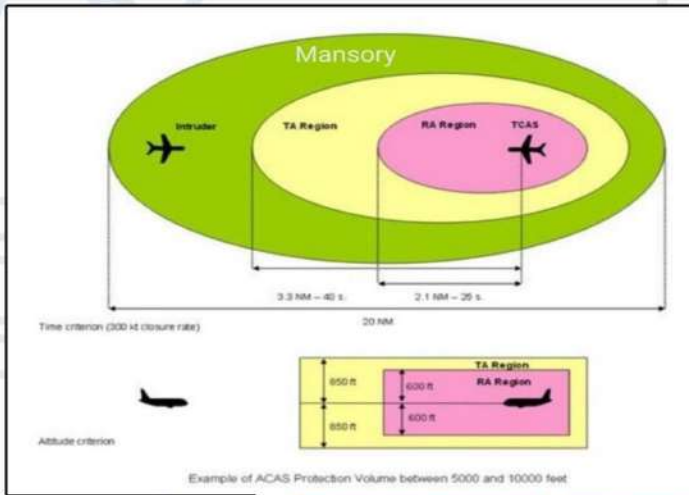 Mansory
Intruder
TA Region
RA Region
TCAS
3.3 NM – 40 s.
2.1 NM – 25 s.
20 NM
Time criterion (300 kt closure rate)
TA Region
RA Region
850 ft
600 ft
600 ft
850 ft
Altitude criterion
Example of ACAS Protection Volume between 5000 and 10000 feet